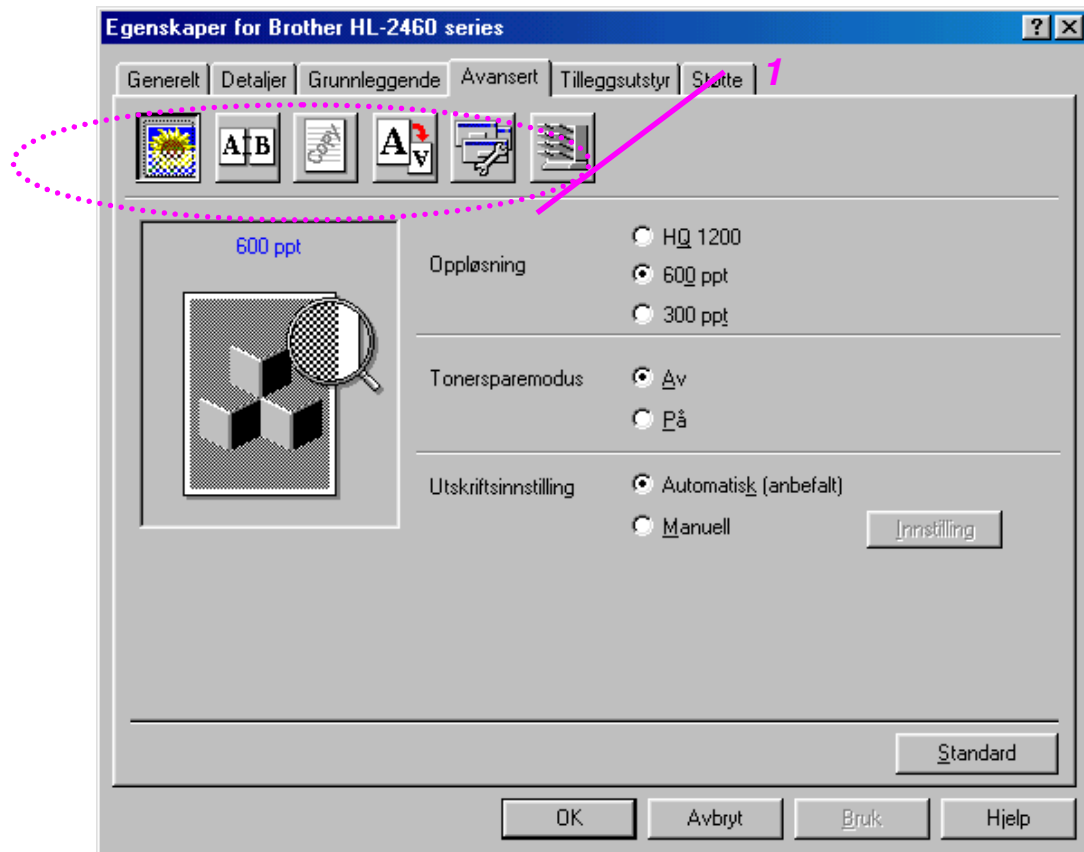 Egenskaper for Brother HL-2460 series
Generelt Detaljer Grunnleggende Avansert Tilleggsutstyr Støtte 1
A B COPY A V
600 ppt
Oppløsning
HQ 1200
600 ppt
300 ppt
Tonersparemodus
Av
På
Utskriftsinnstilling
Automatisk (anbefalt)
Manuell Innstilling
Standard
OK Avbryt Bruk Hjelp